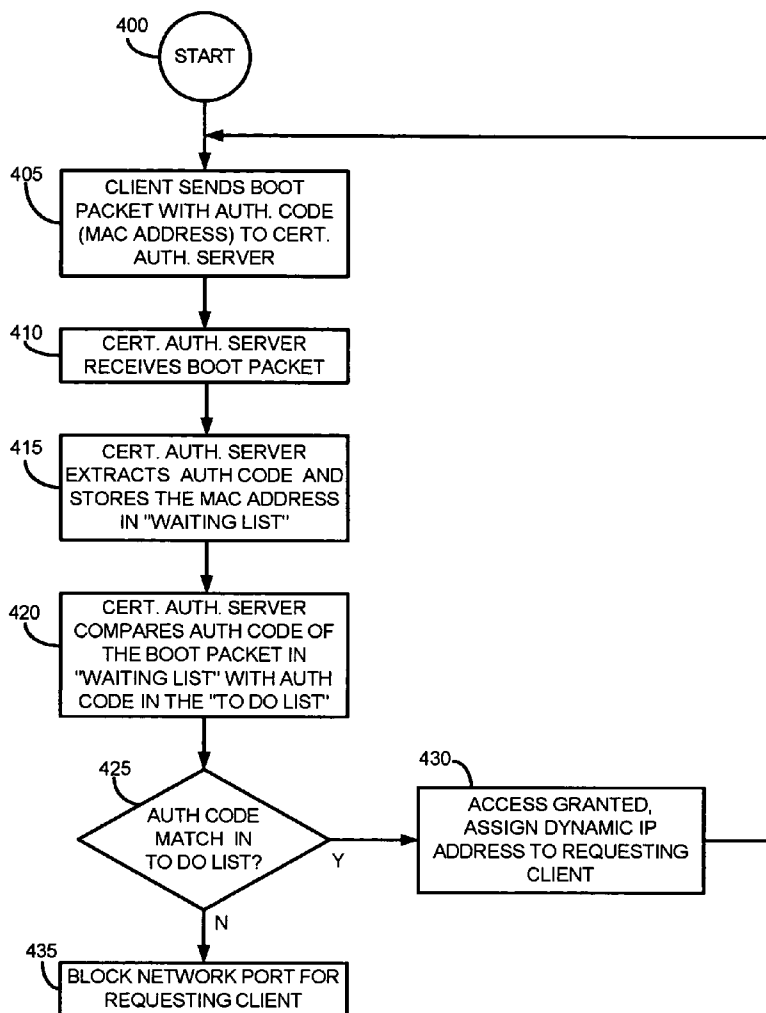 400
START
405
CLIENT SENDS BOOT
PACKET WITH AUTH. CODE
(MAC ADDRESS) TO CERT.
AUTH. SERVER
410
CERT. AUTH. SERVER
RECEIVES BOOT PACKET
415
CERT. AUTH. SERVER
EXTRACTS AUTH CODE AND
STORES THE MAC ADDRESS
IN "WAITING LIST"
420
CERT. AUTH. SERVER
COMPARES AUTH CODE OF
THE BOOT PACKET IN
"WAITING LIST" WITH AUTH
CODE IN THE "TO DO LIST"
425
AUTH CODE
MATCH IN
TO DO LIST?
Y
N
430
ACCESS GRANTED,
ASSIGN DYNAMIC IP
ADDRESS TO REQUESTING
CLIENT
435
BLOCK NETWORK PORT FOR
REQUESTING CLIENT